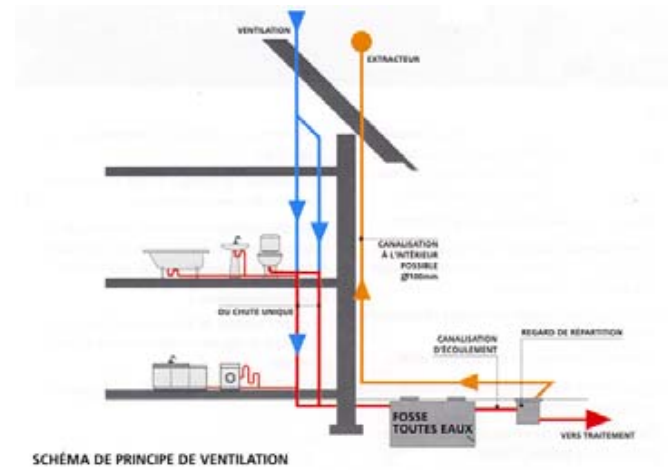 VENTILATION
EXTRACTEUR
CANALISATION
À L'INTÉRIEUR
POSSIBLE
Ø100mm
OU CHUTE UNIQUE
CANALISATION
D'ÉCOULEMENT
REGARD DE RÉPARTITION
FOSSE
TOUTES EAUX
VERS TRAITEMENT
SCHÉMA DE PRINCIPE DE VENTILATION